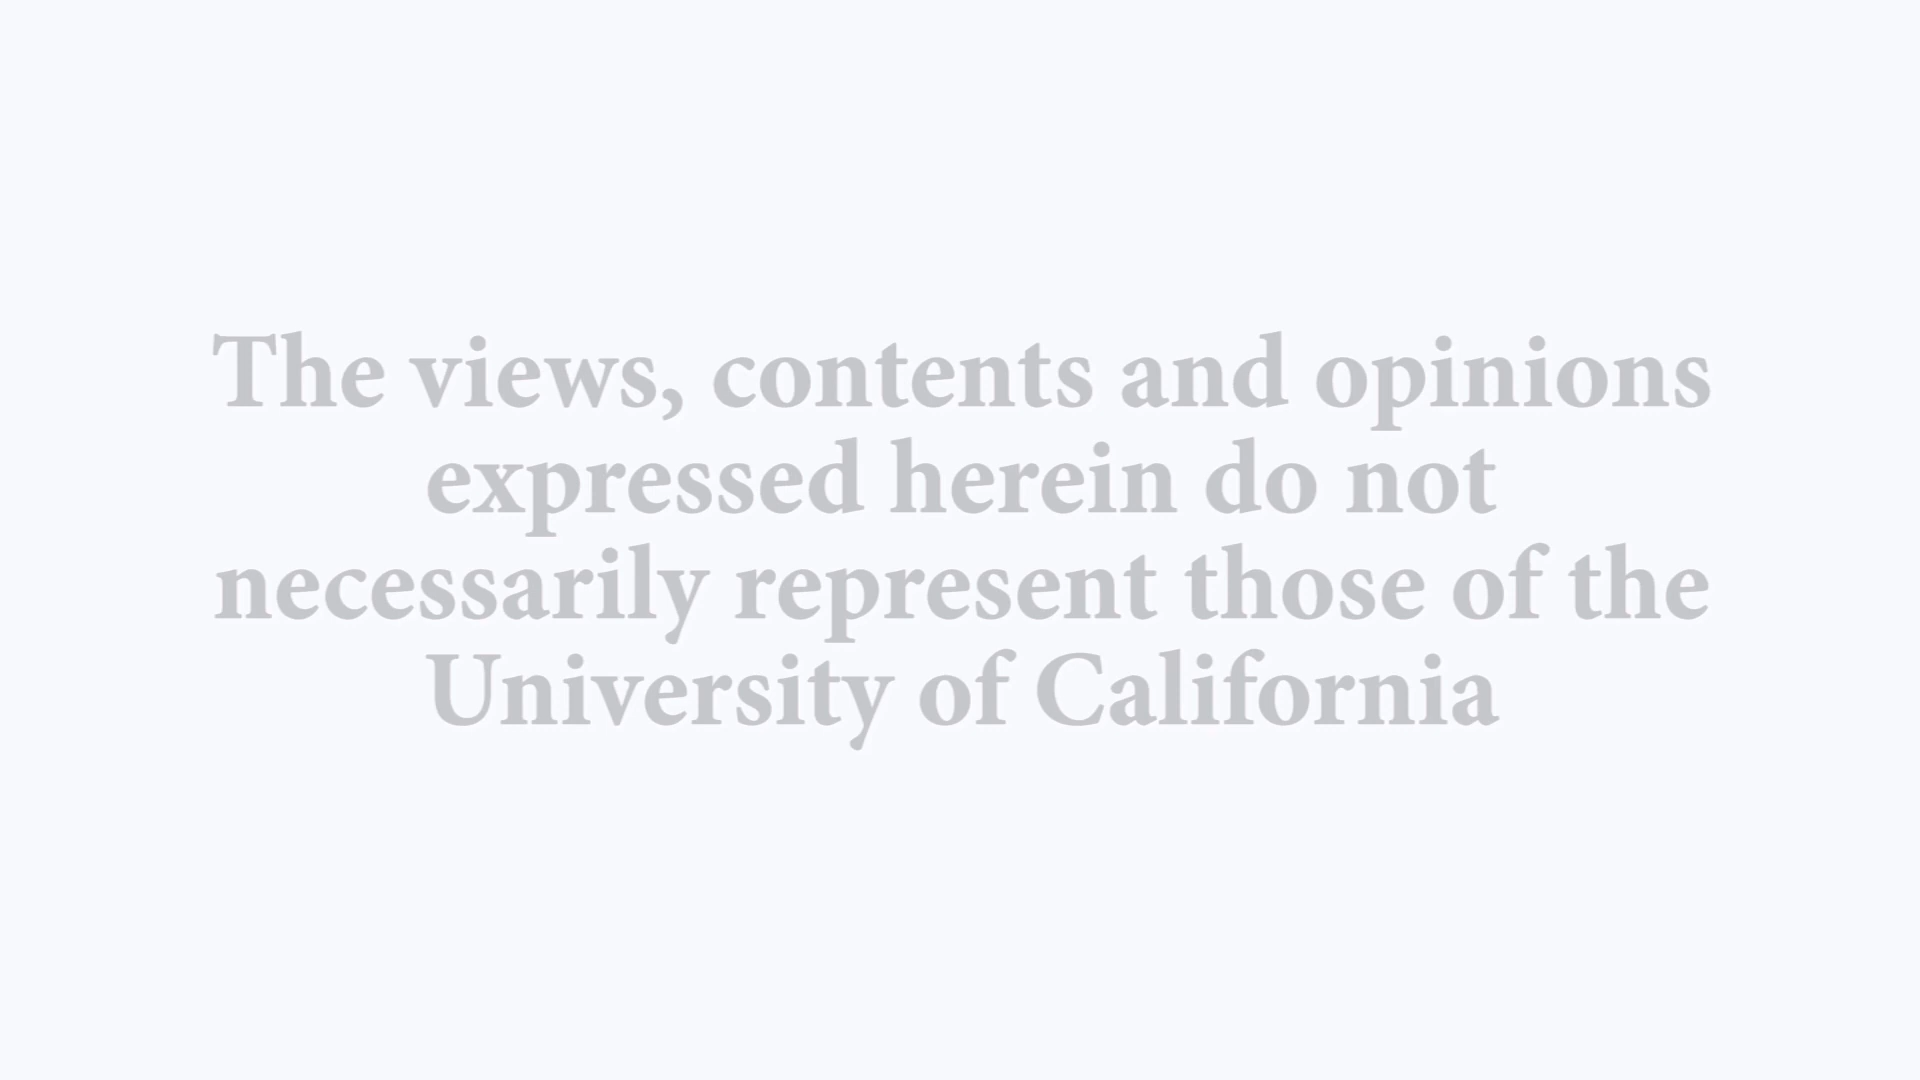 The views, contents and opinions
expressed herein do not
necessarily represent those of the
University of California